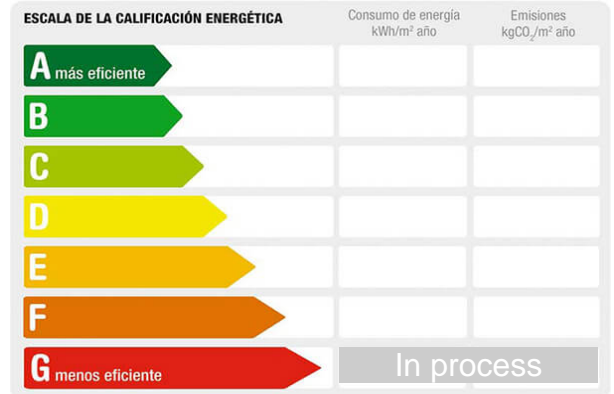 ESCALA DE LA CALIFICACIÓN ENERGÉTICA
Consumo de energía
kWh/m² año
Emisiones
kgCO₂/m² año
A más eficiente
B
C
D
E
F
G menos eficiente
In process